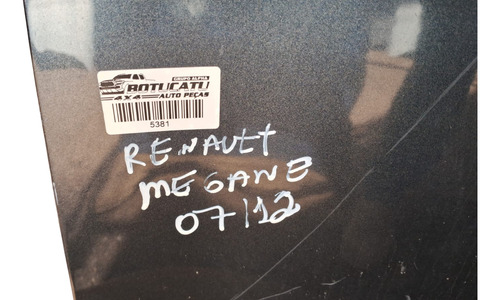 GRUPO ALPHA
BOTUCATU
4X4 AUTO PEÇAS
5381
RENAULT
MEGANE
07/12